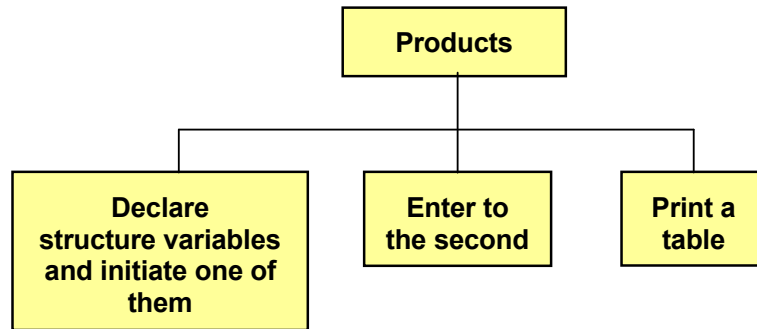 Products
Declare
structure variables
and initiate one of
them
Enter to
the second
Print a
table